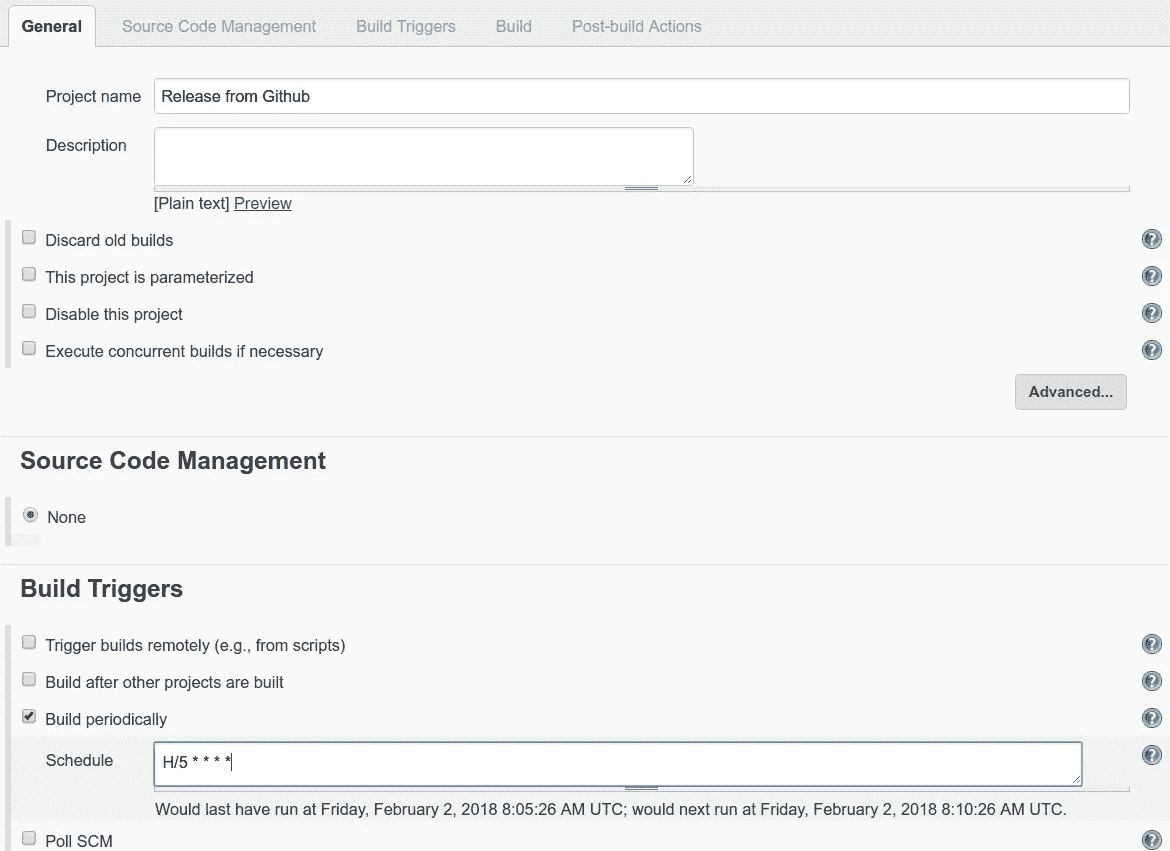 General Source Code Management Build Triggers Build Post-build Actions
Project name Release from Github
Description
[Plain text] Preview
Discard old builds
This project is parameterized
Disable this project
Execute concurrent builds if necessary
Advanced...
Source Code Management
None
Build Triggers
Trigger builds remotely (e.g., from scripts)
Build after other projects are built
Build periodically
Schedule H/5 * * * *
Would last have run at Friday, February 2, 2018 8:05:26 AM UTC; would next run at Friday, February 2, 2018 8:10:26 AM UTC.
Poll SCM